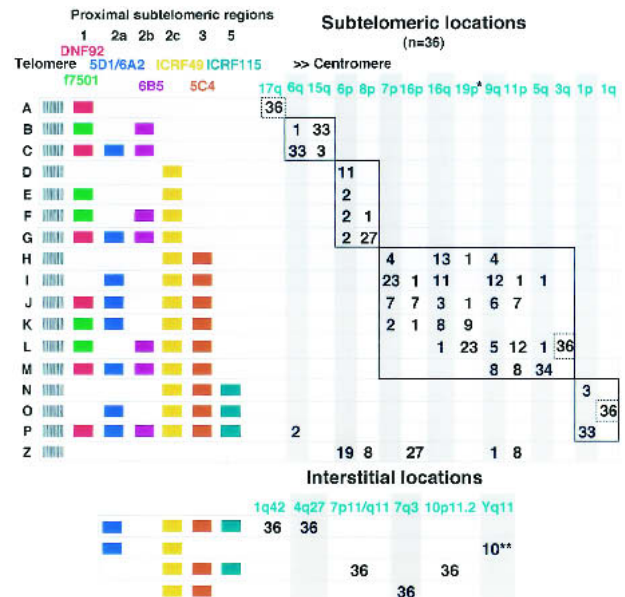 Proximal subtelomeric regions
Subtelomeric locations
(n=36)
1 2a 2b 2c 3 5
DNF92
Telomere 5D1/6A2 ICRF49 ICRF115 >> Centromere
f7501 6B5 5C4
17q 6q 15q 6p 8p 7p 16p 16q 19p* 9q 11p 5q 3q 1p 1q
A 36
B 1 33
C 33 3
D 11
E 2
F 2 1
G 2 27
H 4 13 1 4
I 23 1 11 12 1 1
J 7 7 3 1 6 7
K 2 1 8 9
L 1 23 5 12 1 36
M 8 8 34
N 3
O 36
P 2 33
Z 19 8 27 1 8
Interstitial locations
1q42 4q27 7p11/q11 7q3 10p11.2 Yq11
36 36
10**
36 36
36